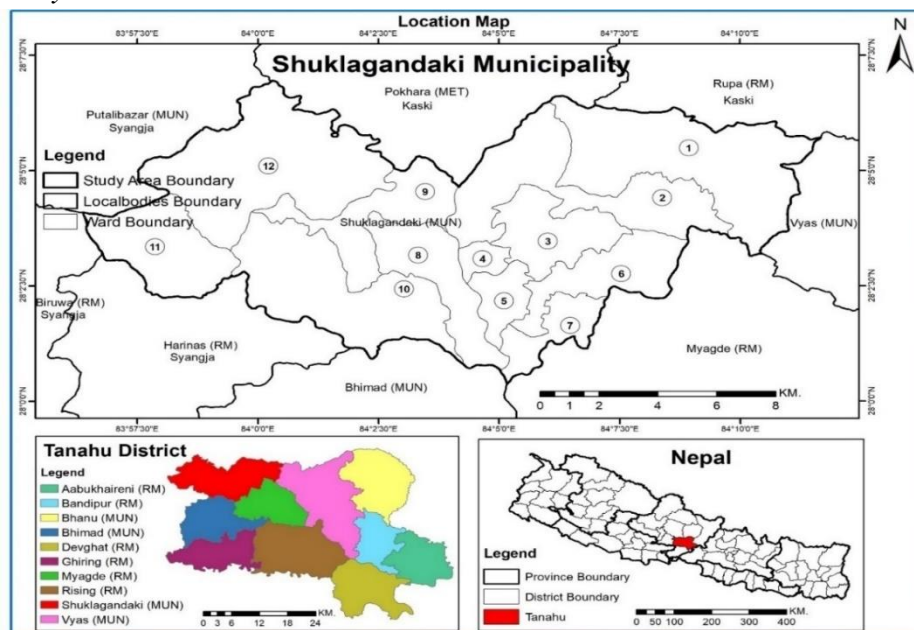 Location Map
83°57'30"E 84°0'0"E 84°2'30"E 84°5'0"E 84°7'30"E 84°10'0"E
N
28°7'30"N
28°7'30"N
Shuklagandaki Municipality
Pokhara (MET)
Kaski
Rupa (RM)
Kaski
Putalibazar (MUN)
Syangja
Legend
Study Area Boundary
Localbodies Boundary
Ward Boundary
28°5'0"N
28°5'0"N
1
12
9
2
Shuklagandaki (MUN)
Vyas (MUN)
3
11
8
4
6
28°2'30"N
28°2'30"N
10
5
7
Biruwa (RM)
Syangja
Harinas (RM)
Syangja
Myagde (RM)
Bhimad (MUN)
KM.
0 0.5 1 2 4 6 8
28°0'0"N
28°0'0"N
83°57'30"E 84°0'0"E 84°2'30"E 84°5'0"E 84°7'30"E 84°10'0"E
Tanahu District
Legend
Aabukhaireni (RM)
Bandipur (RM)
Bhanu (MUN)
Bhimad (MUN)
Devghat (RM)
Ghiring (RM)
Myagde (RM)
Rising (RM)
Shuklagandaki (MUN)
Vyas (MUN)
KM.
0 3 6 12 18 24
Nepal
Legend
Province Boundary
District Boundary
Tanahu
KM.
0 50 100 200 300 400